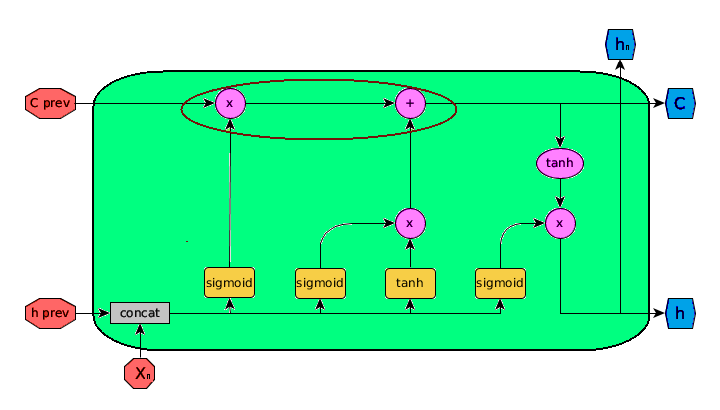 hn
C prev
x
+
C
tanh
x
x
sigmoid
sigmoid
tanh
sigmoid
h prev
concat
h
Xn